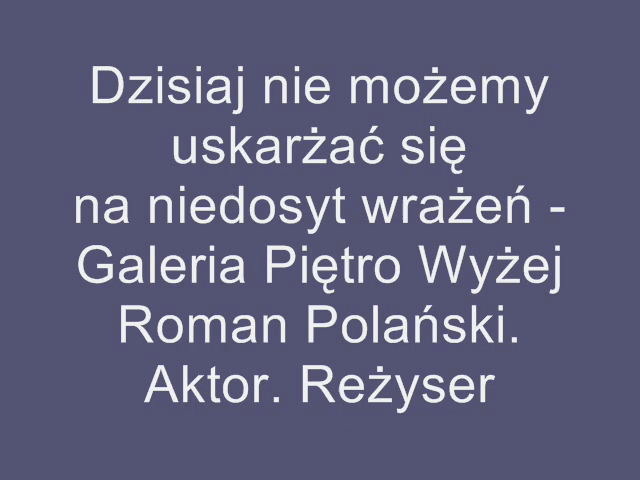 Dzisiaj nie możemy
uskarżać się
na niedosyt wrażeń -
Galeria Piętro Wyżej
Roman Polański.
Aktor. Reżyser